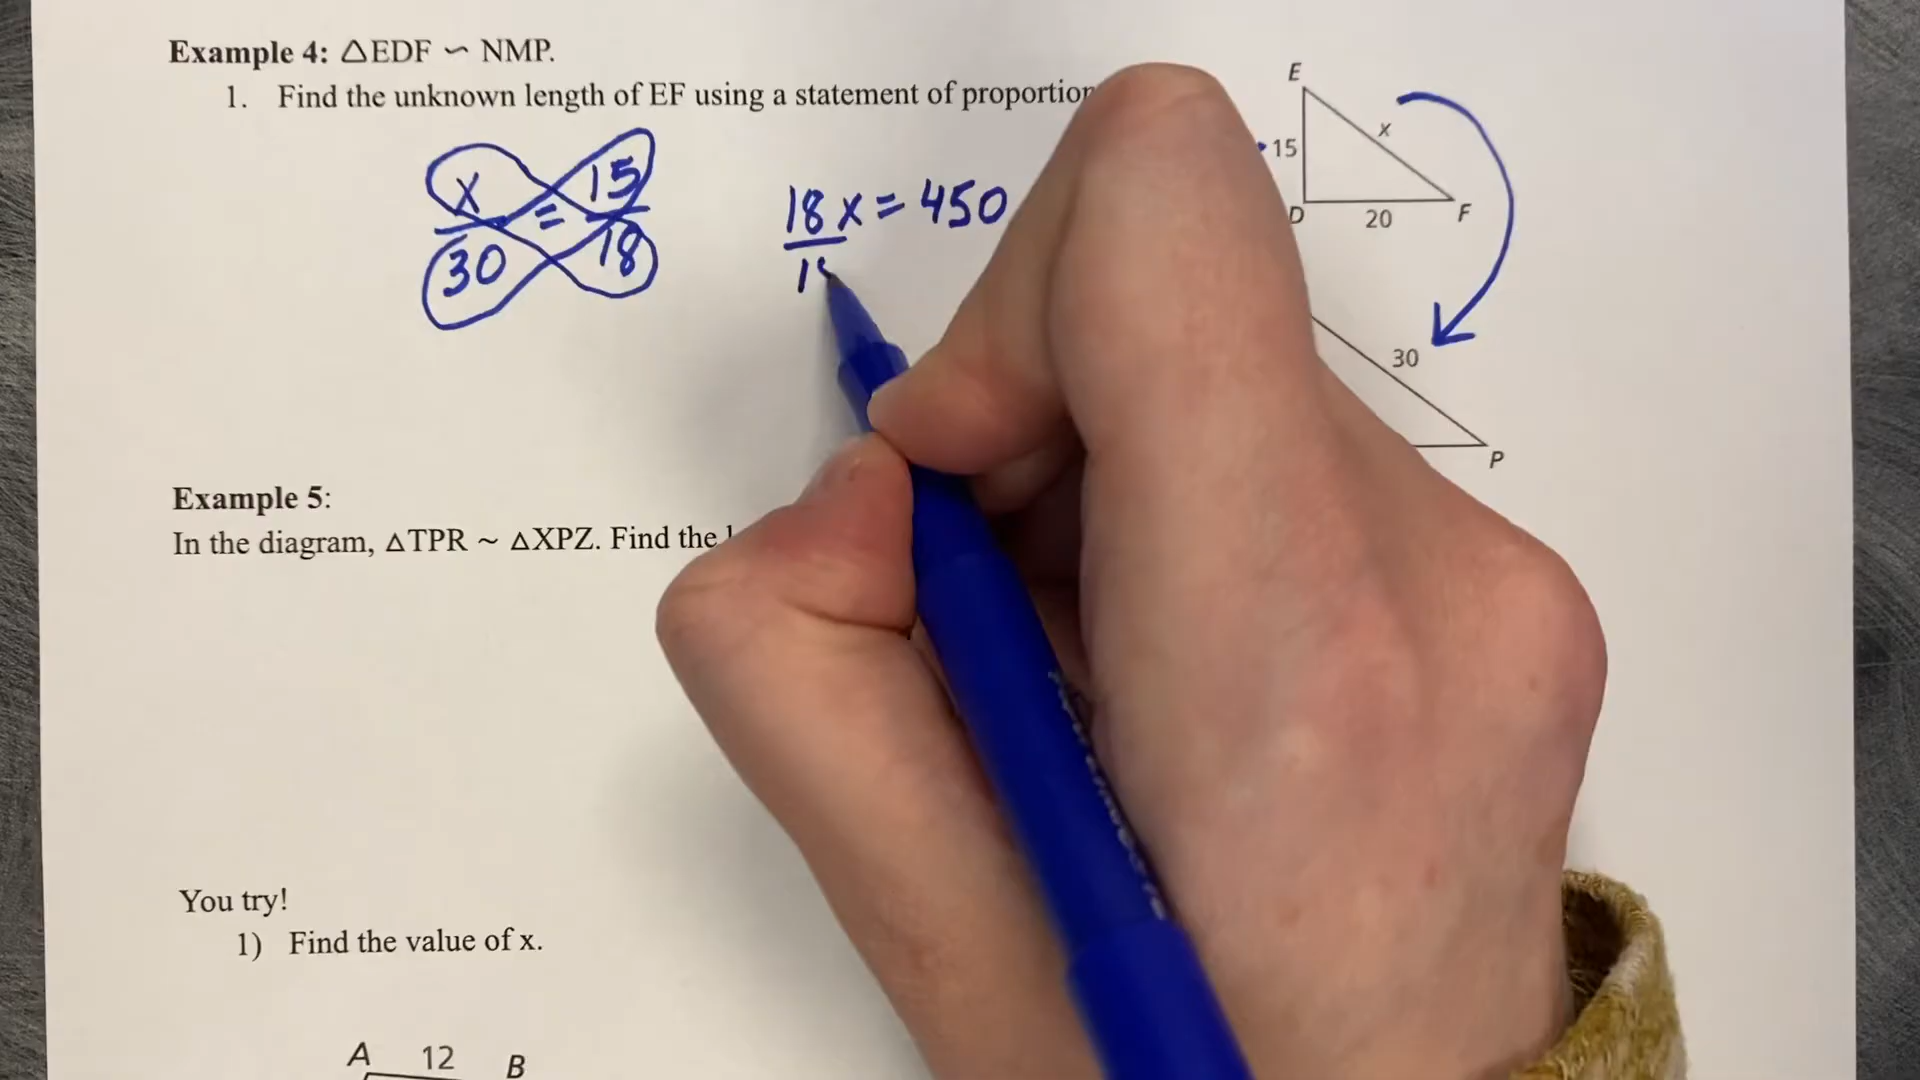 Example 4: △EDF ∽ NMP.
1. Find the unknown length of EF using a statement of
x/30 = 15/18
18x = 450
18
E
x
15
D
20
F
30
P
Example 5:
In the diagram, △TPR ~ △XPZ. Find the
You try!
1) Find the value of x.
A 12 B